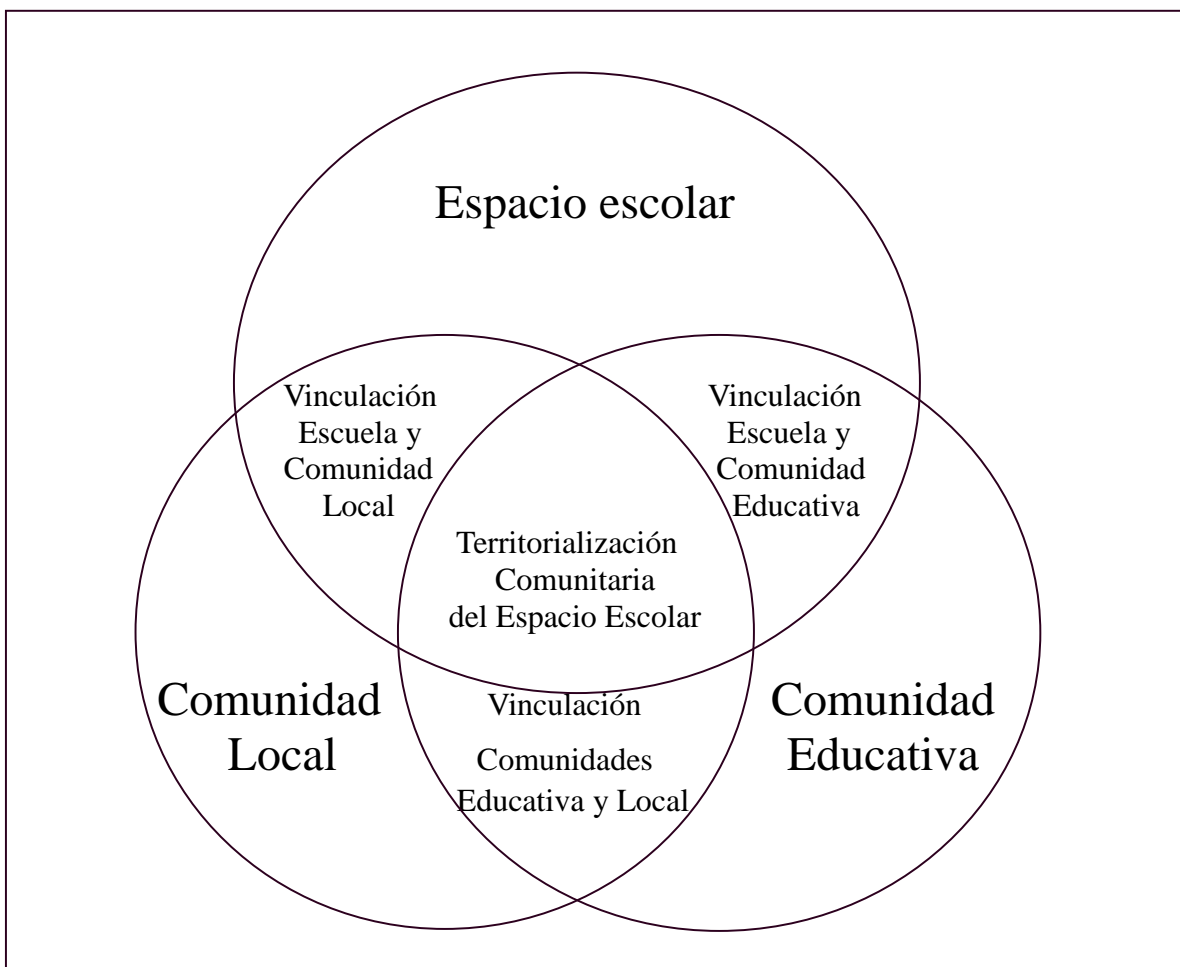 Espacio escolar
Vinculación
Escuela y
Comunidad
Local
Vinculación
Escuela y
Comunidad
Educativa
Territorialización
Comunitaria
del Espacio Escolar
Comunidad
Local
Vinculación
Comunidades
Educativa y Local
Comunidad
Educativa